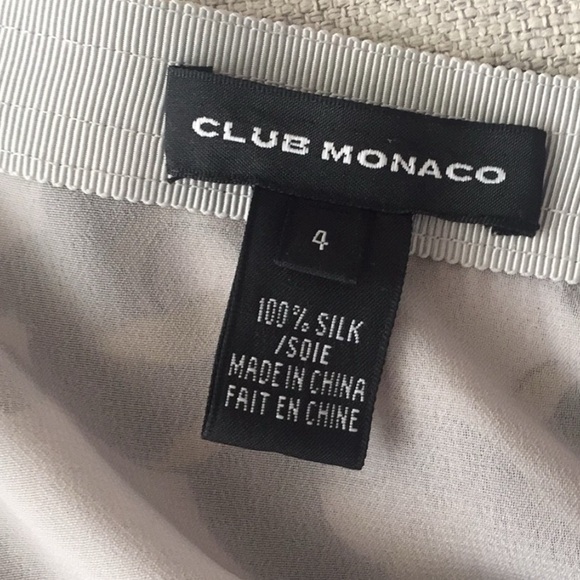 CLUB MONACO
4
100% SILK
/SOIE
MADE IN CHINA
FAIT EN CHINE